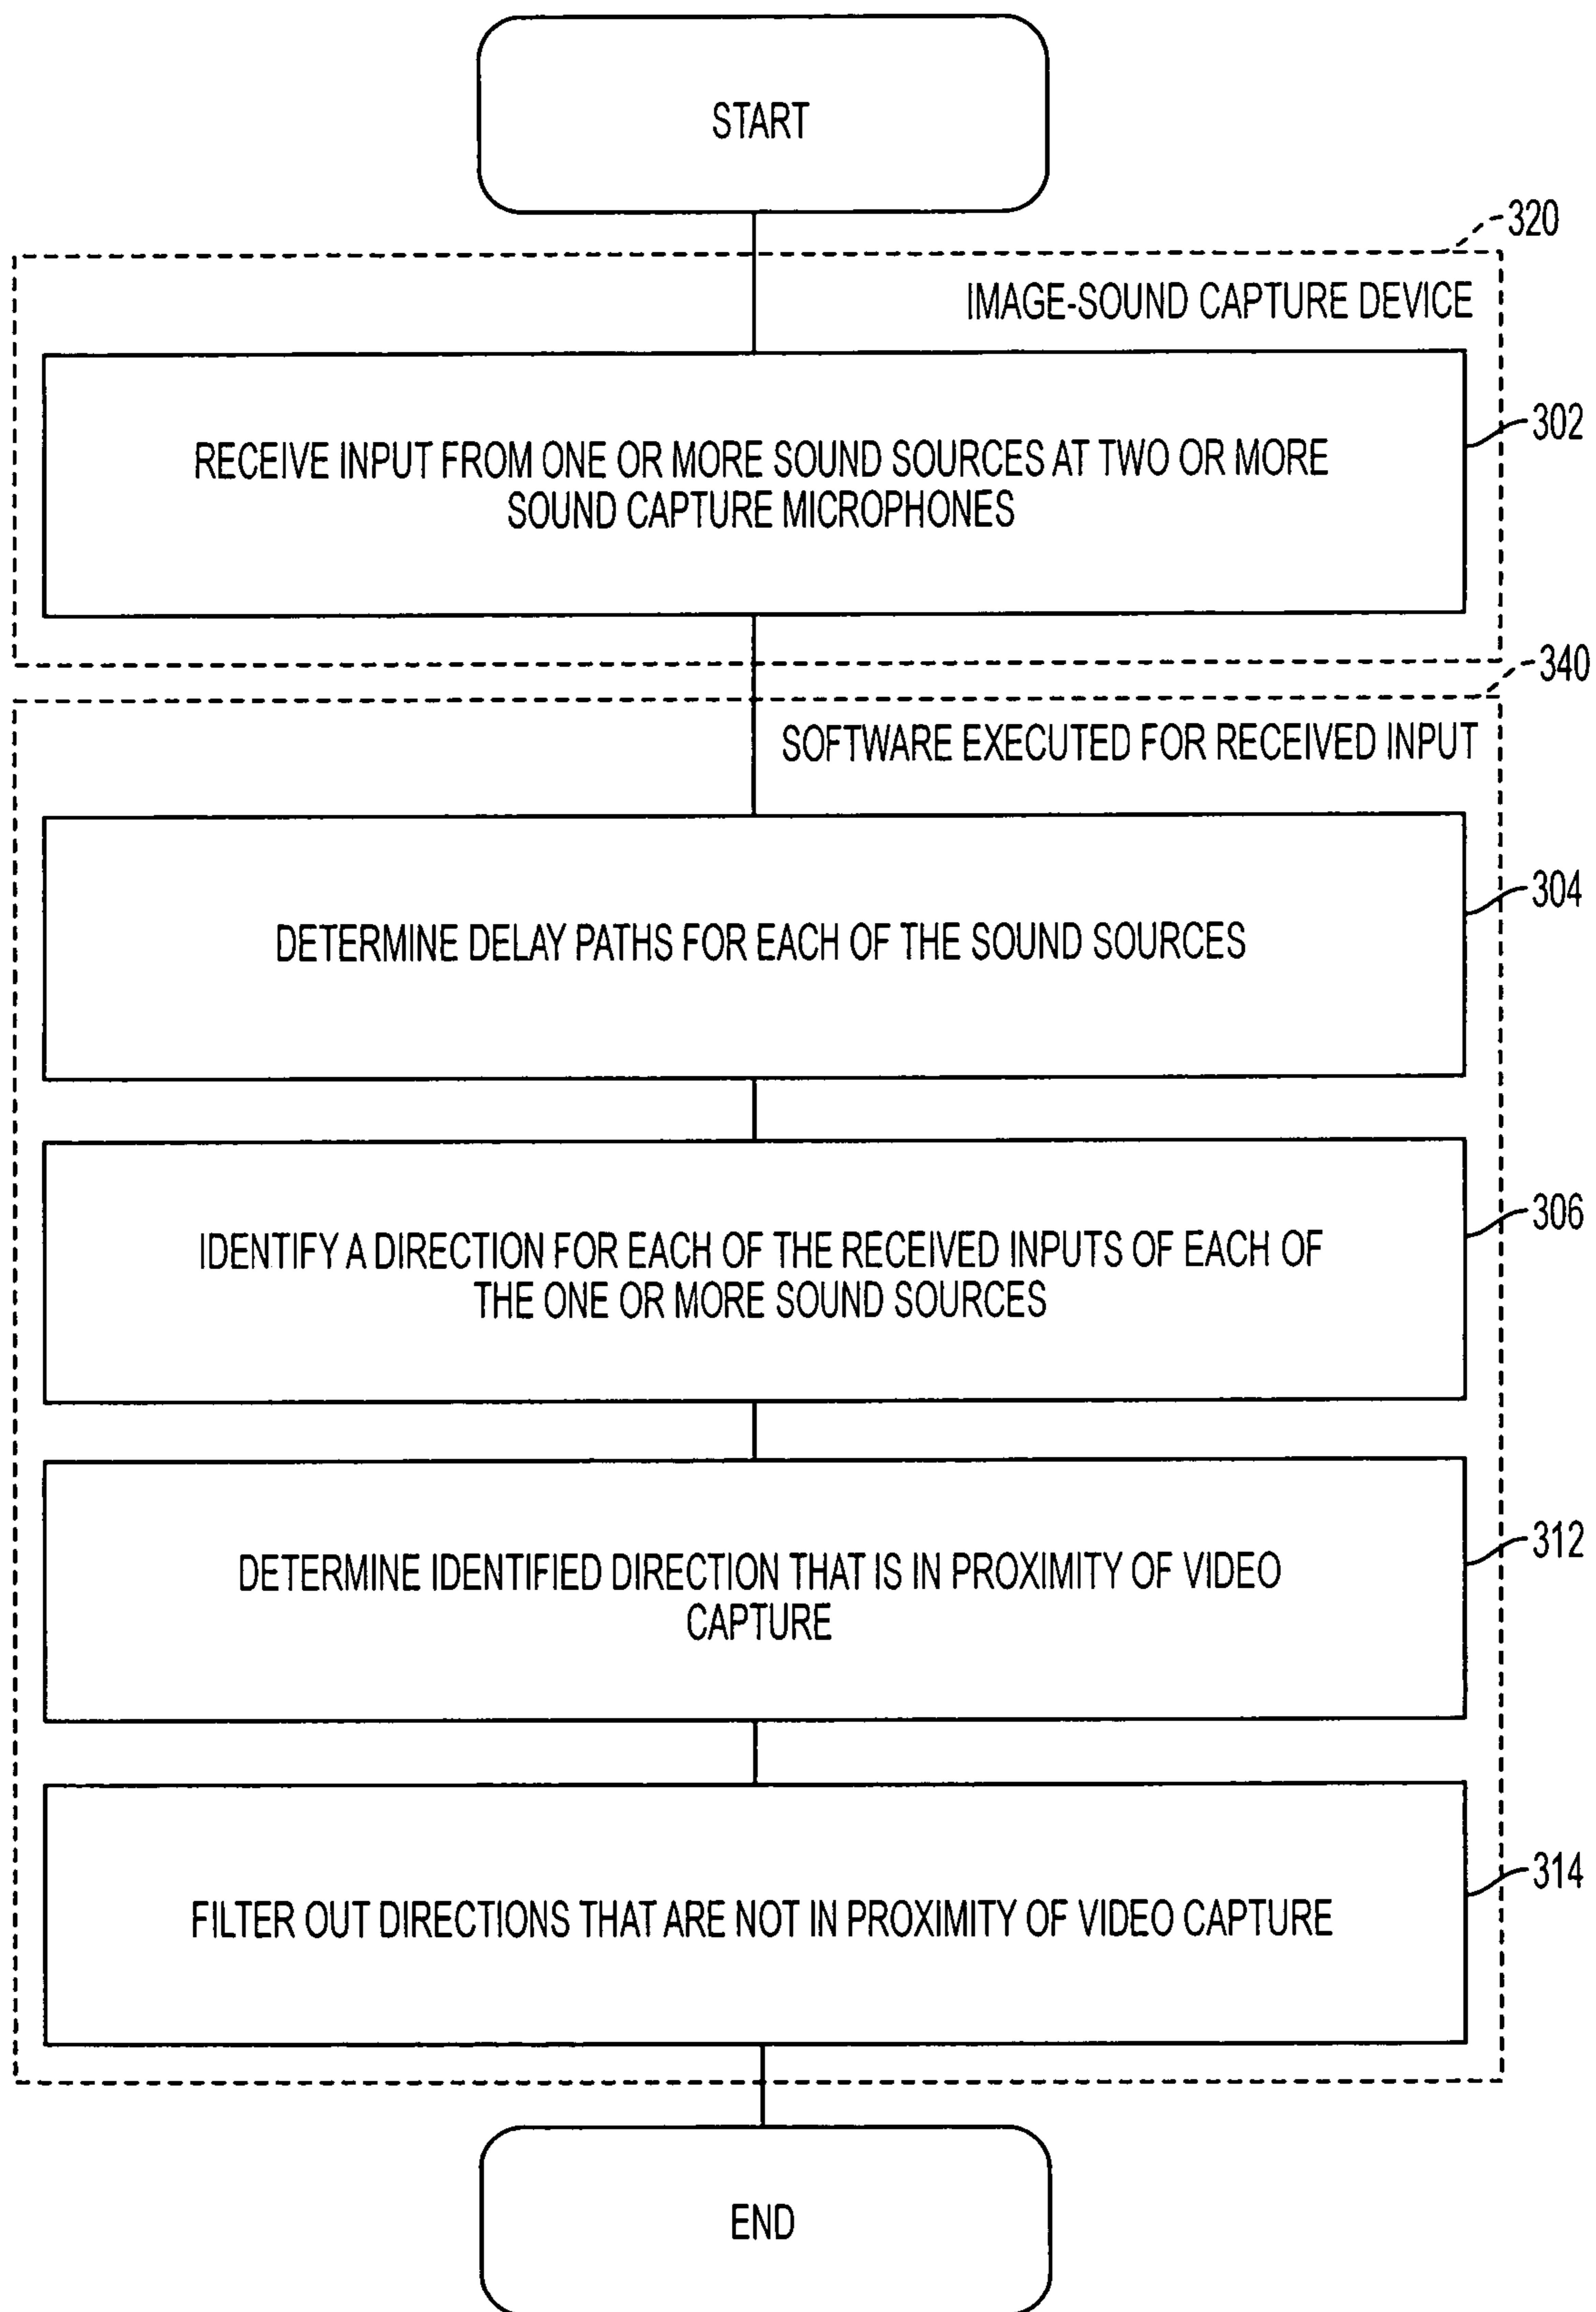 START
320
IMAGE-SOUND CAPTURE DEVICE
302
RECEIVE INPUT FROM ONE OR MORE SOUND SOURCES AT TWO OR MORE
SOUND CAPTURE MICROPHONES
340
SOFTWARE EXECUTED FOR RECEIVED INPUT
304
DETERMINE DELAY PATHS FOR EACH OF THE SOUND SOURCES
306
IDENTIFY A DIRECTION FOR EACH OF THE RECEIVED INPUTS OF EACH OF
THE ONE OR MORE SOUND SOURCES
312
DETERMINE IDENTIFIED DIRECTION THAT IS IN PROXIMITY OF VIDEO
CAPTURE
314
FILTER OUT DIRECTIONS THAT ARE NOT IN PROXIMITY OF VIDEO CAPTURE
END